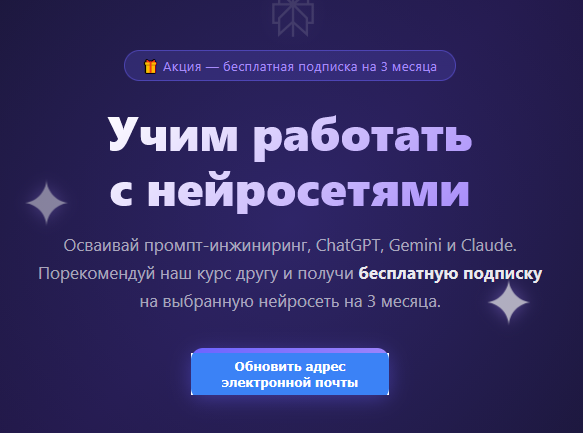 🎁 Акция — бесплатная подписка на 3 месяца
Учим работать
с нейросетями
Осваивай промпт-инжиниринг, ChatGPT, Gemini и Claude.
Порекомендуй наш курс другу и получи бесплатную подписку
на выбранную нейросеть на 3 месяца.
Обновить адрес
электронной почты